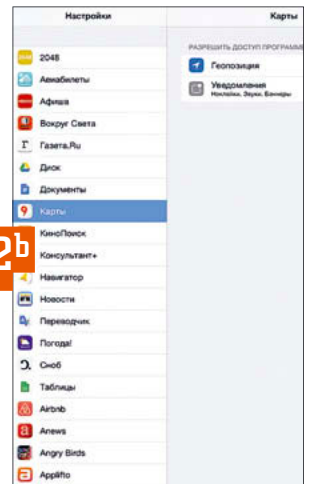 Настройки
Карты
2048
Авиабилеты
Афиша
Вокруг Света
Газета.Ru
Диск
Документы
Карты
КиноПоиск
Консультант+
Навигатор
Новости
Переводчик
Погода!
Сноб
Таблицы
Airbnb
Anews
Angry Birds
Applifto
РАЗРЕШИТЬ ДОСТУП ПРОГРАММЕ
Геопозиция
Уведомления
Наклейки, Звуки, Баннеры
2b